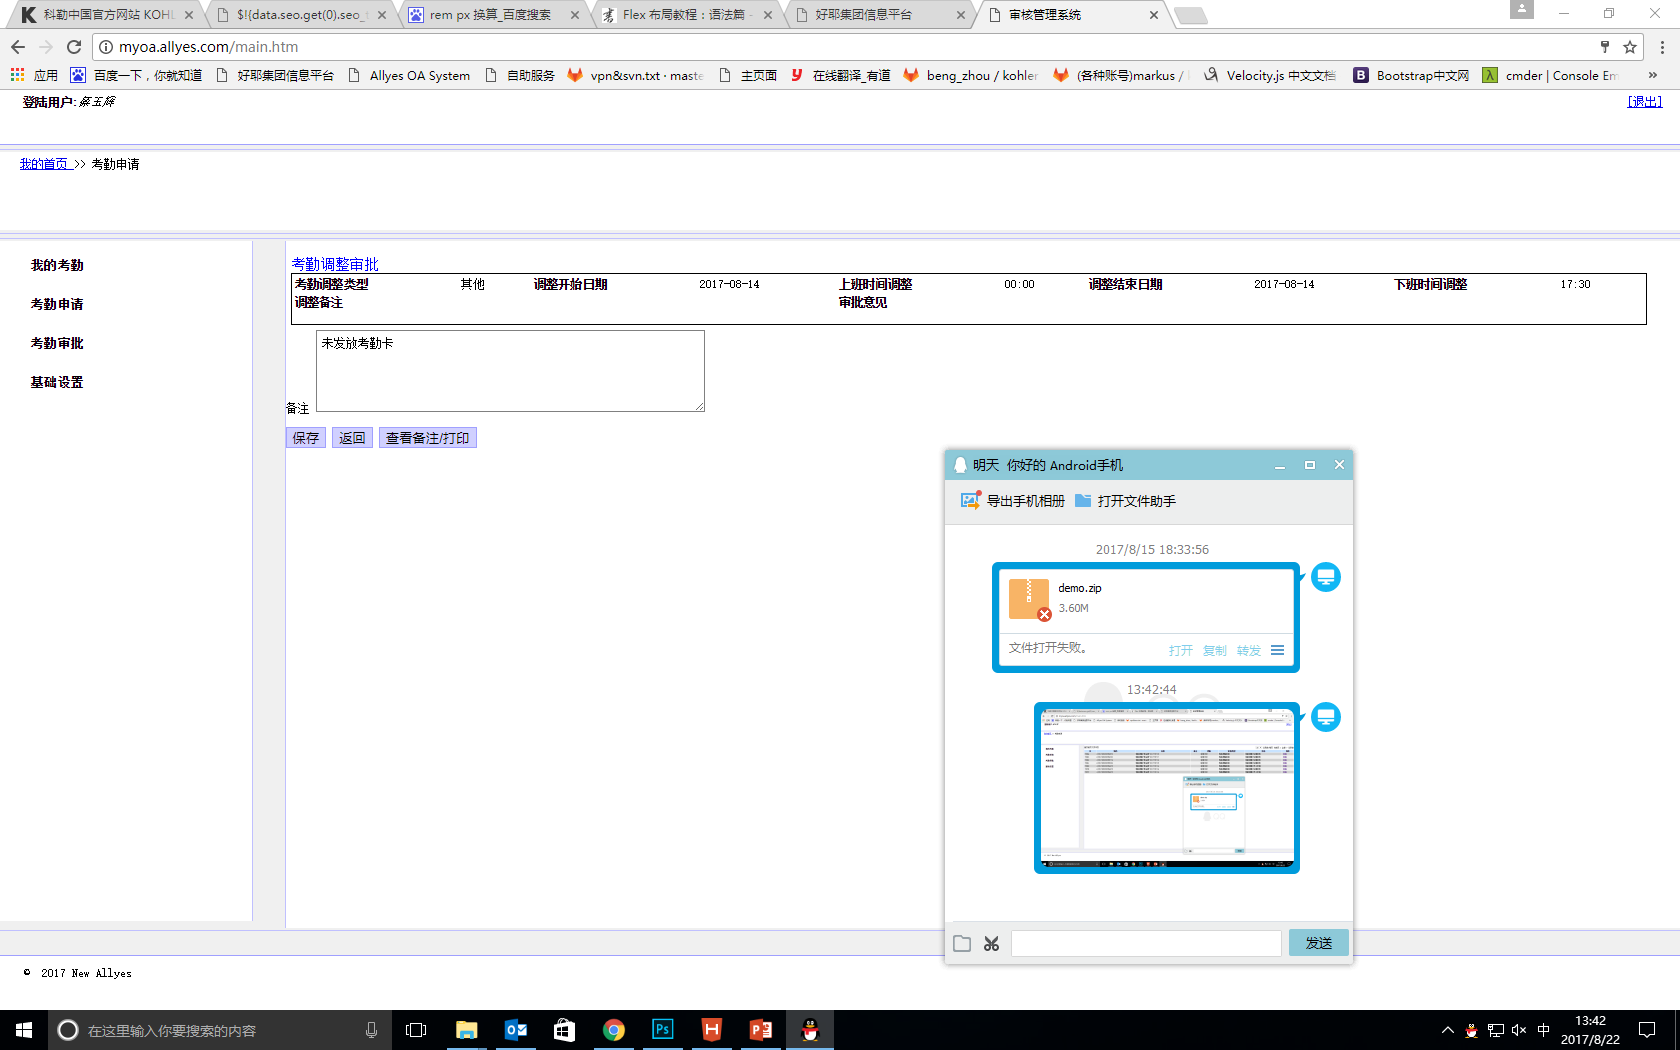 科勒中国官方网站 KOHL
$!{data.seo.get(0).seo_t
rem px 换算_百度搜索
Flex 布局教程：语法篇 -
好耶集团信息平台
审核管理系统
myoa.allyes.com/main.htm
应用
百度一下，你就知道
好耶集团信息平台
Allyes OA System
自助服务
vpn&svn.txt · maste
主页面
在线翻译_有道
beng_zhou / kohler
(各种账号)markus /
Velocity.js 中文文档
Bootstrap中文网
cmder | Console Em
登陆用户:
[退出]
我的首页 >> 考勤申请
我的考勤
考勤申请
考勤审批
基础设置
考勤调整审批
考勤调整类型 其他 调整开始日期 2017-08-14 上班时间调整 00:00 调整结束日期 2017-08-14 下班时间调整 17:30
调整备注 审批意见
未发放考勤卡
备注
保存 返回 查看备注/打印
明天 你好的 Android手机
导出手机相册 打开文件助手
2017/8/15 18:33:56
demo.zip
3.60M
文件打开失败。 打开 复制 转发
13:42:44
发送
© 2017 New Allyes
在这里输入你要搜索的内容
中
13:42
2017/8/22